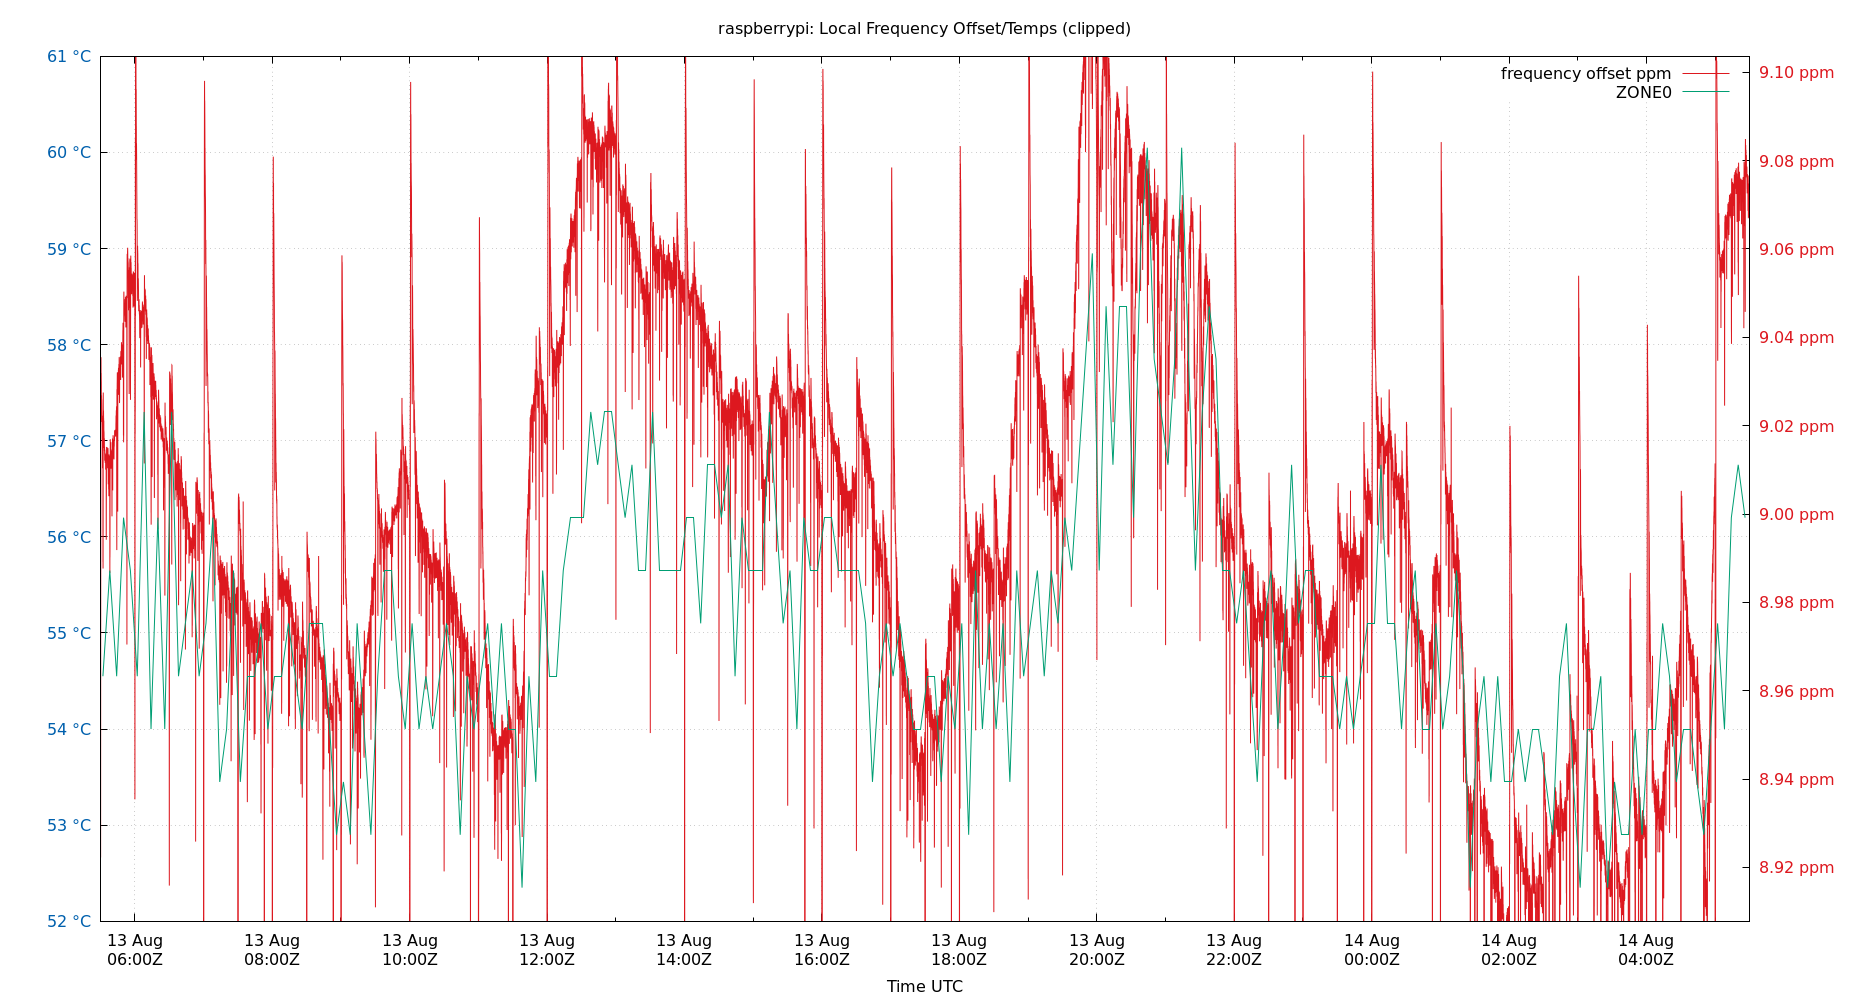 raspberrypi: Local Frequency Offset/Temps (clipped)
frequency offset ppm
ZONE0
61 °C
60 °C
59 °C
58 °C
57 °C
56 °C
55 °C
54 °C
53 °C
52 °C
9.10 ppm
9.08 ppm
9.06 ppm
9.04 ppm
9.02 ppm
9.00 ppm
8.98 ppm
8.96 ppm
8.94 ppm
8.92 ppm
13 Aug 13 Aug 13 Aug 13 Aug 13 Aug 13 Aug 13 Aug 13 Aug 13 Aug 14 Aug 14 Aug 14 Aug
06:00Z 08:00Z 10:00Z 12:00Z 14:00Z 16:00Z 18:00Z 20:00Z 22:00Z 00:00Z 02:00Z 04:00Z
Time UTC